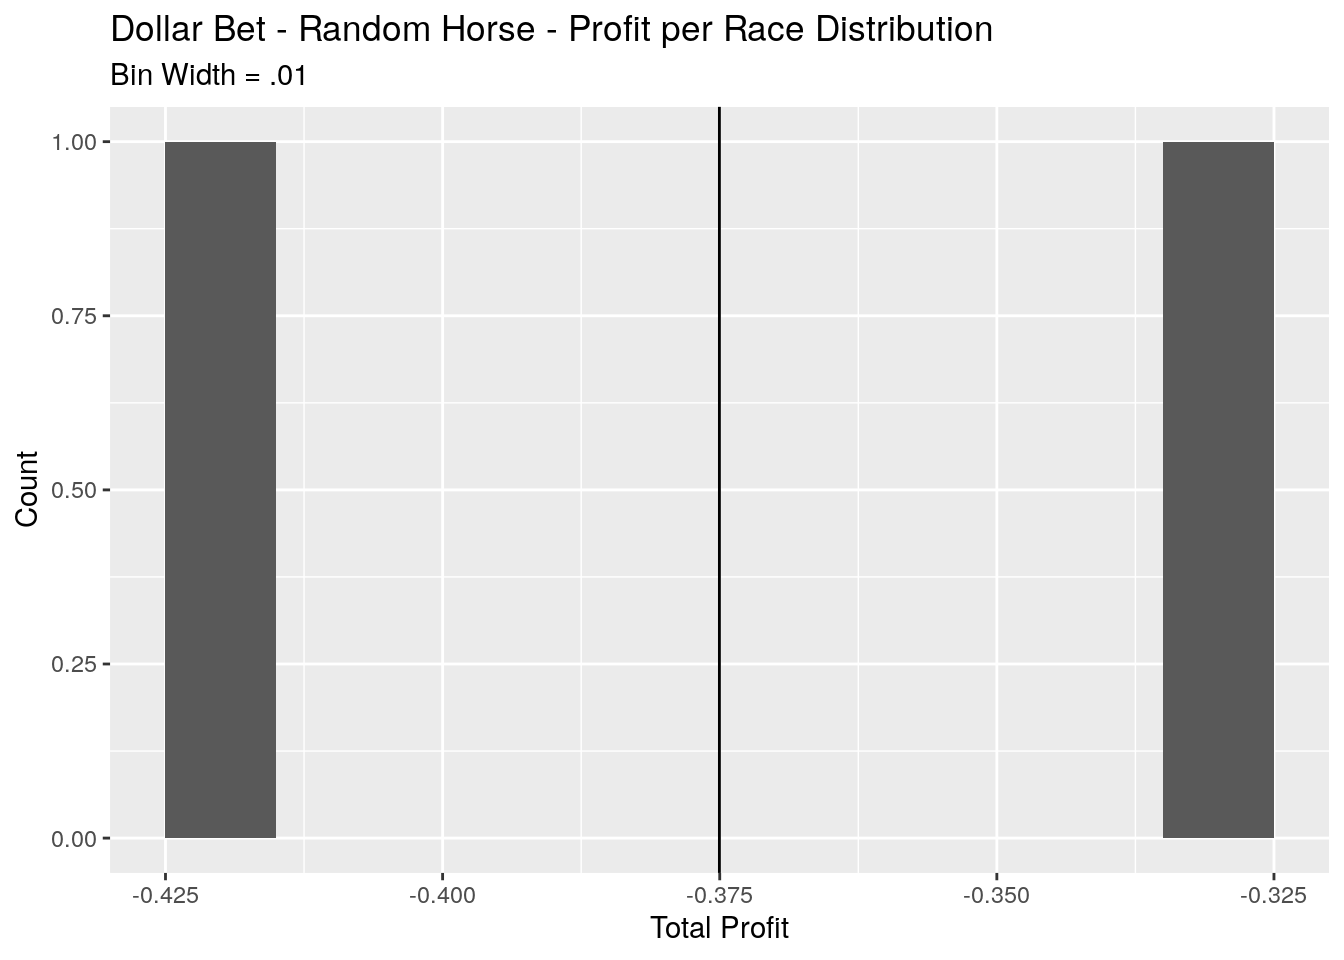 Dollar Bet - Random Horse - Profit per Race Distribution
Bin Width = .01
1.00
0.75
0.50
0.25
0.00
Count
-0.425 -0.400 -0.375 -0.350 -0.325
Total Profit